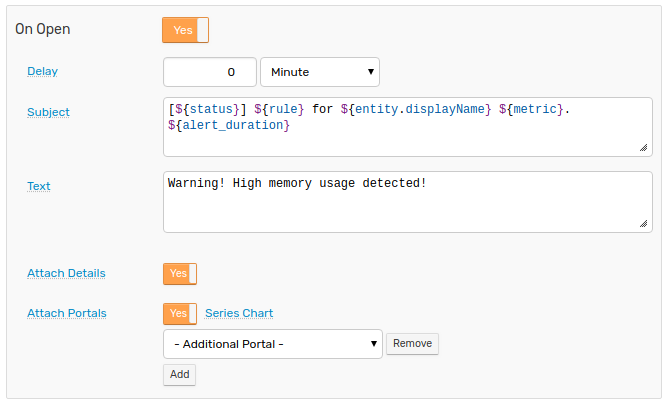 On Open Yes
Delay 0 Minute
Subject [${status}] ${rule} for ${entity.displayName} ${metric}.
${alert_duration}
Text Warning! High memory usage detected!
Attach Details Yes
Attach Portals Yes Series Chart
- Additional Portal - Remove
Add